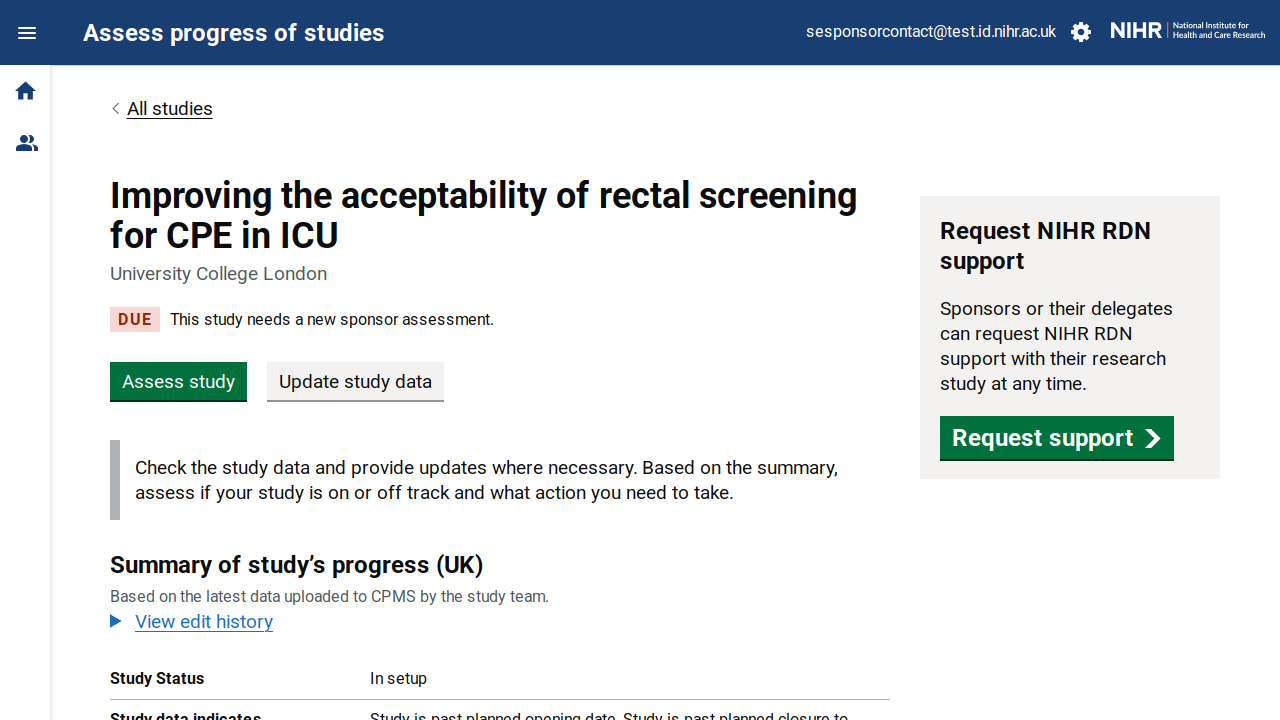 Assess progress of studies
sesponsorcontact@test.id.nihr.ac.uk
NIHR
National Institute for
Health and Care Research
All studies
Improving the acceptability of rectal screening
for CPE in ICU
University College London
DUE
This study needs a new sponsor assessment.
Assess study
Update study data
Check the study data and provide updates where necessary. Based on the summary,
assess if your study is on or off track and what action you need to take.
Summary of study’s progress (UK)
Based on the latest data uploaded to CPMS by the study team.
View edit history
Study Status
In setup
Study data indicates
Study is past planned opening date, Study is past planned closure to
Request NIHR RDN
support
Sponsors or their delegates
can request NIHR RDN
support with their research
study at any time.
Request support